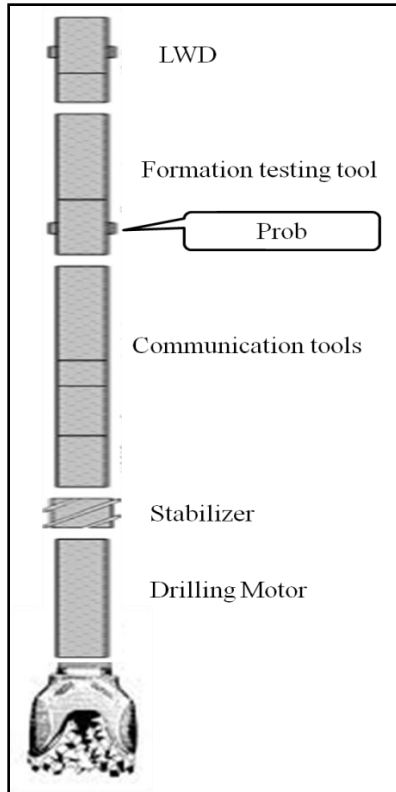 LWD
Formation testing tool
Prob
Communication tools
Stabilizer
Drilling Motor